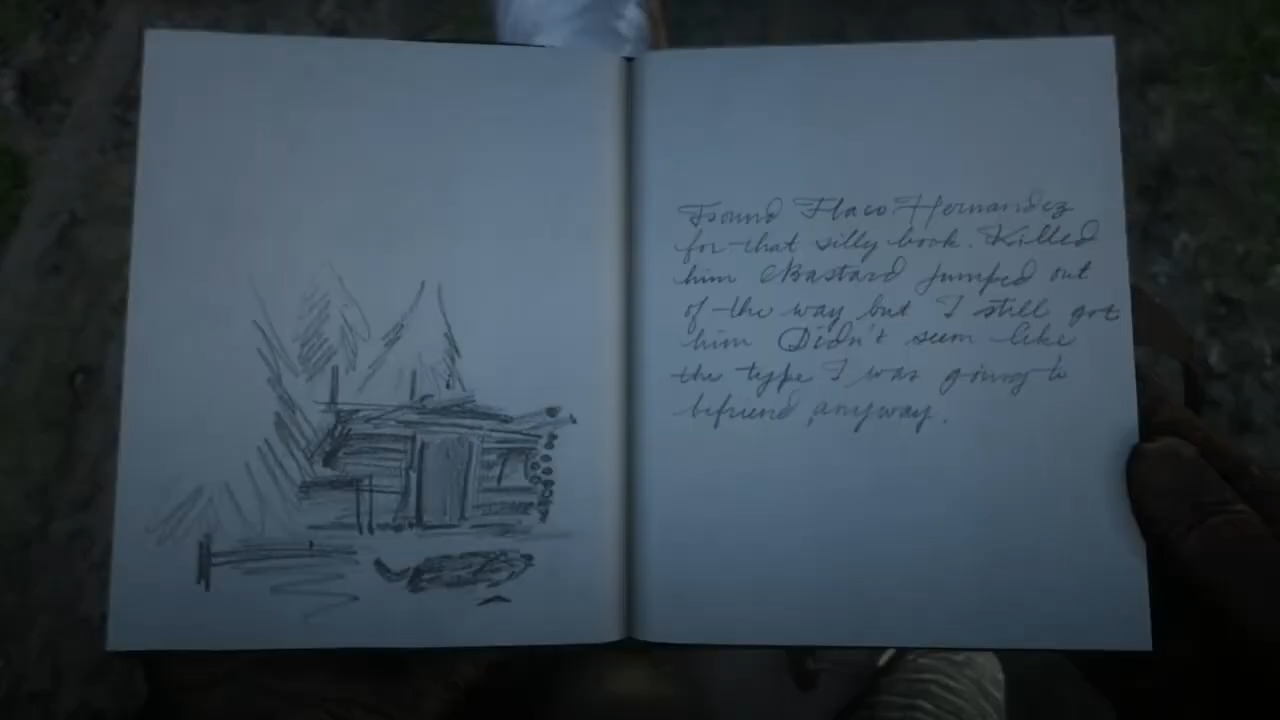 Found Flaco Hernandez
for that silly book. Killed
him Bastard jumped out
of the way but I still got
him Didn't seem like
the type I was going to
befriend anyway.